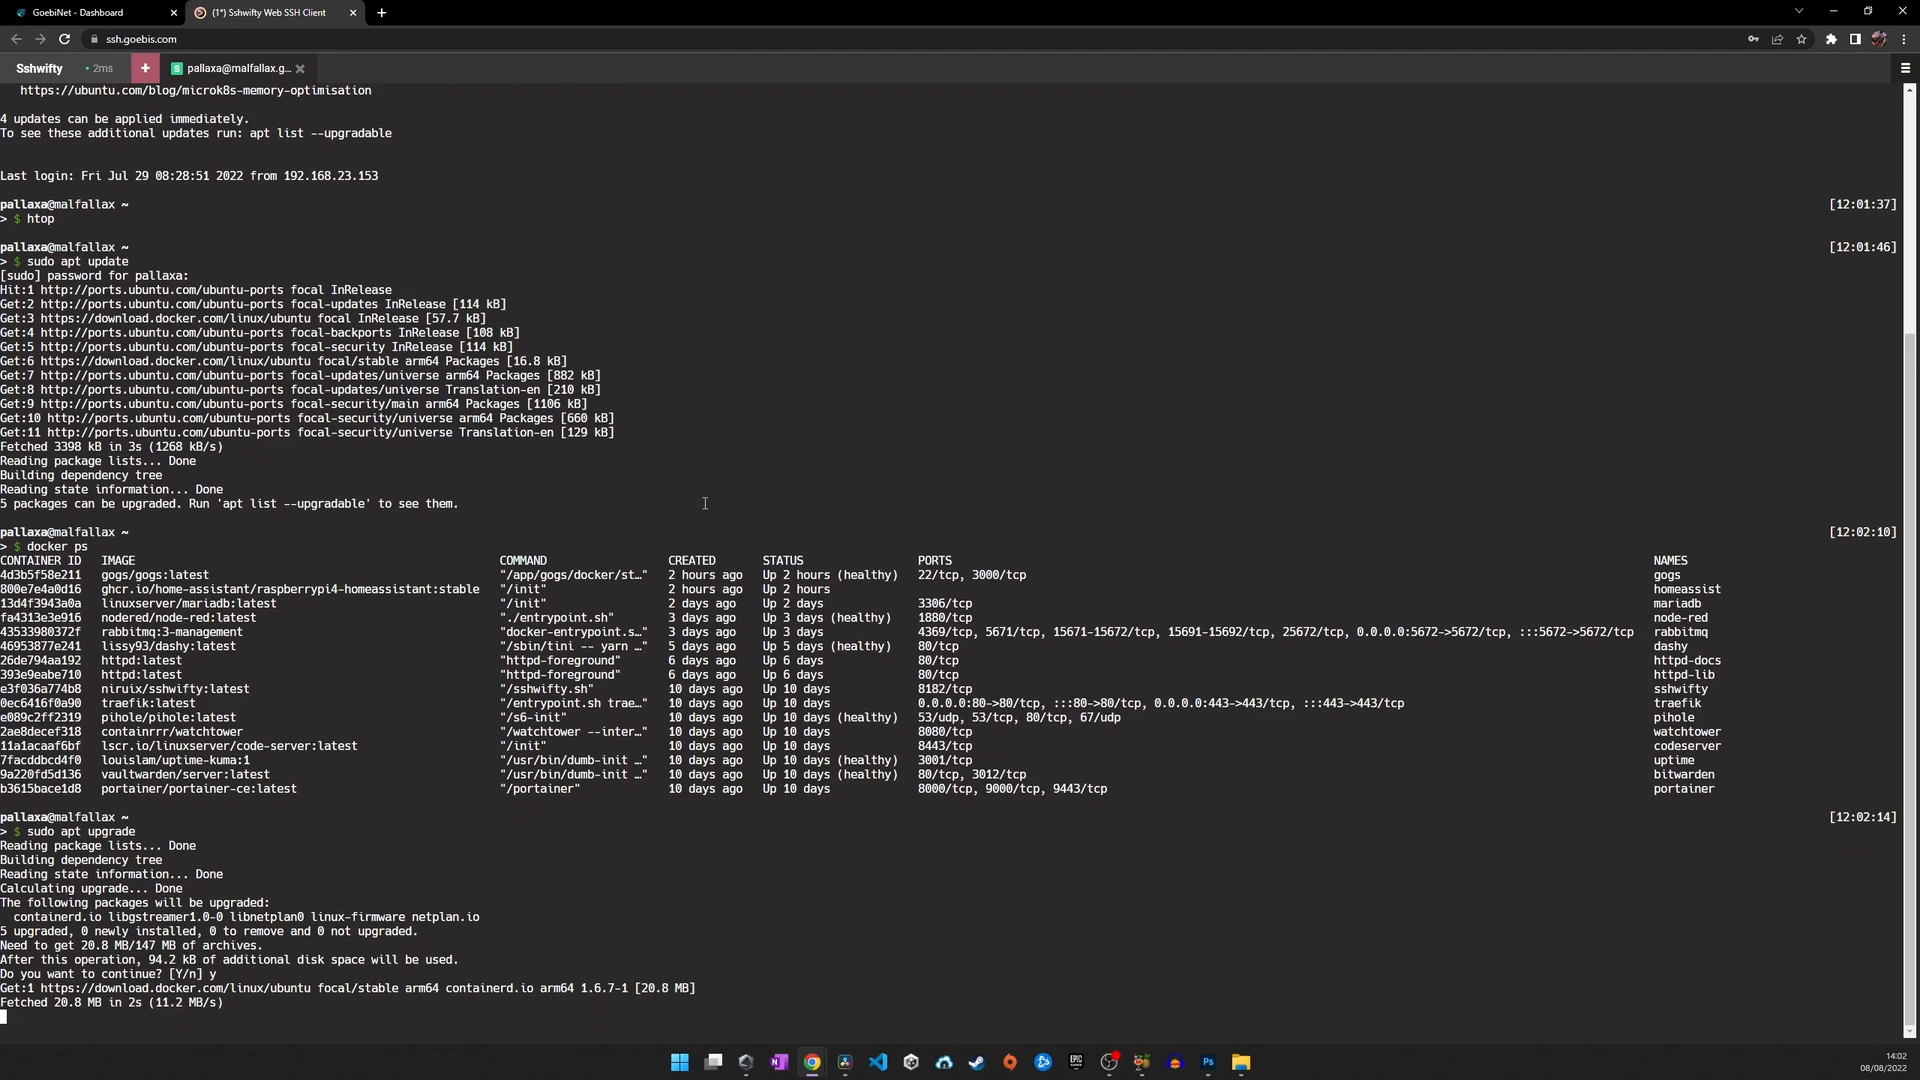 GoebiNet - Dashboard
(1*) Sshwifty Web SSH Client
ssh.goebis.com
Sshwifty
2ms
pallaxa@malfallax.g...
https://ubuntu.com/blog/microk8s-memory-optimisation
4 updates can be applied immediately.
To see these additional updates run: apt list --upgradable
Last login: Fri Jul 29 08:28:51 2022 from 192.168.23.153
pallaxa@malfallax ~ [12:01:37]
> $ htop
pallaxa@malfallax ~ [12:01:46]
> $ sudo apt update
[sudo] password for pallaxa:
Hit:1 http://ports.ubuntu.com/ubuntu-ports focal InRelease
Get:2 http://ports.ubuntu.com/ubuntu-ports focal-updates InRelease [114 kB]
Get:3 https://download.docker.com/linux/ubuntu focal InRelease [57.7 kB]
Get:4 http://ports.ubuntu.com/ubuntu-ports focal-backports InRelease [108 kB]
Get:5 http://ports.ubuntu.com/ubuntu-ports focal-security InRelease [114 kB]
Get:6 https://download.docker.com/linux/ubuntu focal/stable arm64 Packages [16.8 kB]
Get:7 http://ports.ubuntu.com/ubuntu-ports focal-updates/universe arm64 Packages [882 kB]
Get:8 http://ports.ubuntu.com/ubuntu-ports focal-updates/universe Translation-en [210 kB]
Get:9 http://ports.ubuntu.com/ubuntu-ports focal-security/main arm64 Packages [1106 kB]
Get:10 http://ports.ubuntu.com/ubuntu-ports focal-security/universe arm64 Packages [660 kB]
Get:11 http://ports.ubuntu.com/ubuntu-ports focal-security/universe Translation-en [129 kB]
Fetched 3398 kB in 3s (1268 kB/s)
Reading package lists... Done
Building dependency tree
Reading state information... Done
5 packages can be upgraded. Run 'apt list --upgradable' to see them.
pallaxa@malfallax ~ [12:02:10]
> $ docker ps
CONTAINER ID IMAGE COMMAND CREATED STATUS PORTS NAMES
4d3b5f58e211 gogs/gogs:latest "/app/gogs/docker/st…" 2 hours ago Up 2 hours (healthy) 22/tcp, 3000/tcp gogs
800e7e4a0d16 ghcr.io/home-assistant/raspberrypi4-homeassistant:stable "/init" 2 hours ago Up 2 hours homeassist
13d4f3943a0a linuxserver/mariadb:latest "/init" 2 days ago Up 2 days 3306/tcp mariadb
fa4313e3e916 nodered/node-red:latest "./entrypoint.sh" 3 days ago Up 3 days (healthy) 1880/tcp node-red
43533980372f rabbitmq:3-management "docker-entrypoint.s…" 3 days ago Up 3 days 4369/tcp, 5671/tcp, 15671-15672/tcp, 15691-15692/tcp, 25672/tcp, 0.0.0.0:5672->5672/tcp, :::5672->5672/tcp rabbitmq
46953877e241 lissy93/dashy:latest "/sbin/tini -- yarn …" 5 days ago Up 5 days (healthy) 80/tcp dashy
26de794aa192 httpd:latest "httpd-foreground" 6 days ago Up 6 days 80/tcp httpd-docs
393e9eabe710 httpd:latest "httpd-foreground" 6 days ago Up 6 days 80/tcp httpd-lib
e3f036a774b8 niruix/sshwifty:latest "/sshwifty.sh" 10 days ago Up 10 days 8182/tcp sshwifty
0ec6416f0a90 traefik:latest "/entrypoint.sh trae…" 10 days ago Up 10 days 0.0.0.0:80->80/tcp, :::80->80/tcp, 0.0.0.0:443->443/tcp, :::443->443/tcp traefik
e089c2ff2319 pihole/pihole:latest "/s6-init" 10 days ago Up 10 days (healthy) 53/udp, 53/tcp, 80/tcp, 67/udp pihole
2ae8decef318 containrrr/watchtower "/watchtower --inter…" 10 days ago Up 10 days 8080/tcp watchtower
11a1acaaf6bf lscr.io/linuxserver/code-server:latest "/init" 10 days ago Up 10 days 8443/tcp codeserver
7facddbcd4f0 louislam/uptime-kuma:1 "/usr/bin/dumb-init …" 10 days ago Up 10 days (healthy) 3001/tcp uptime
9a220fd5d136 vaultwarden/server:latest "/usr/bin/dumb-init …" 10 days ago Up 10 days (healthy) 80/tcp, 3012/tcp bitwarden
b3615bace1d8 portainer/portainer-ce:latest "/portainer" 10 days ago Up 10 days 8000/tcp, 9000/tcp, 9443/tcp portainer
pallaxa@malfallax ~ [12:02:14]
> $ sudo apt upgrade
Reading package lists... Done
Building dependency tree
Reading state information... Done
Calculating upgrade... Done
The following packages will be upgraded:
containerd.io libgstreamer1.0-0 libnetplan0 linux-firmware netplan.io
5 upgraded, 0 newly installed, 0 to remove and 0 not upgraded.
Need to get 20.8 MB/147 MB of archives.
After this operation, 94.2 kB of additional disk space will be used.
Do you want to continue? [Y/n] y
Get:1 https://download.docker.com/linux/ubuntu focal/stable arm64 containerd.io arm64 1.6.7-1 [20.8 MB]
Fetched 20.8 MB in 2s (11.2 MB/s)
EPIC
Ps
14:02
08/08/2022